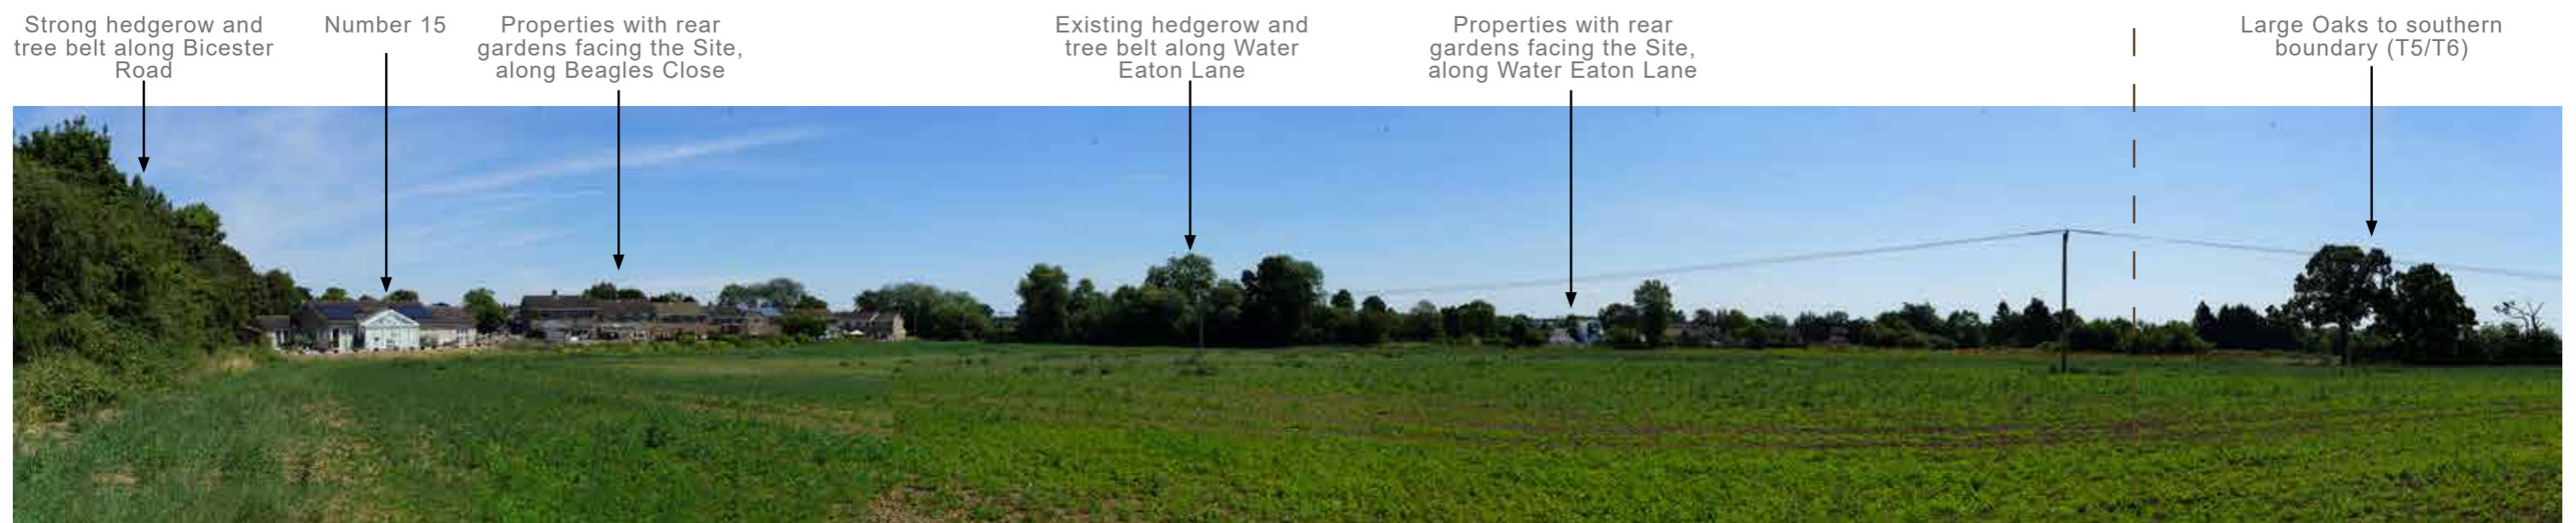 Strong hedgerow and
tree belt along Bicester
Road
Number 15
Properties with rear
gardens facing the Site,
along Beagles Close
Existing hedgerow and
tree belt along Water
Eaton Lane
Properties with rear
gardens facing the Site,
along Water Eaton Lane
Large Oaks to southern
boundary (T5/T6)